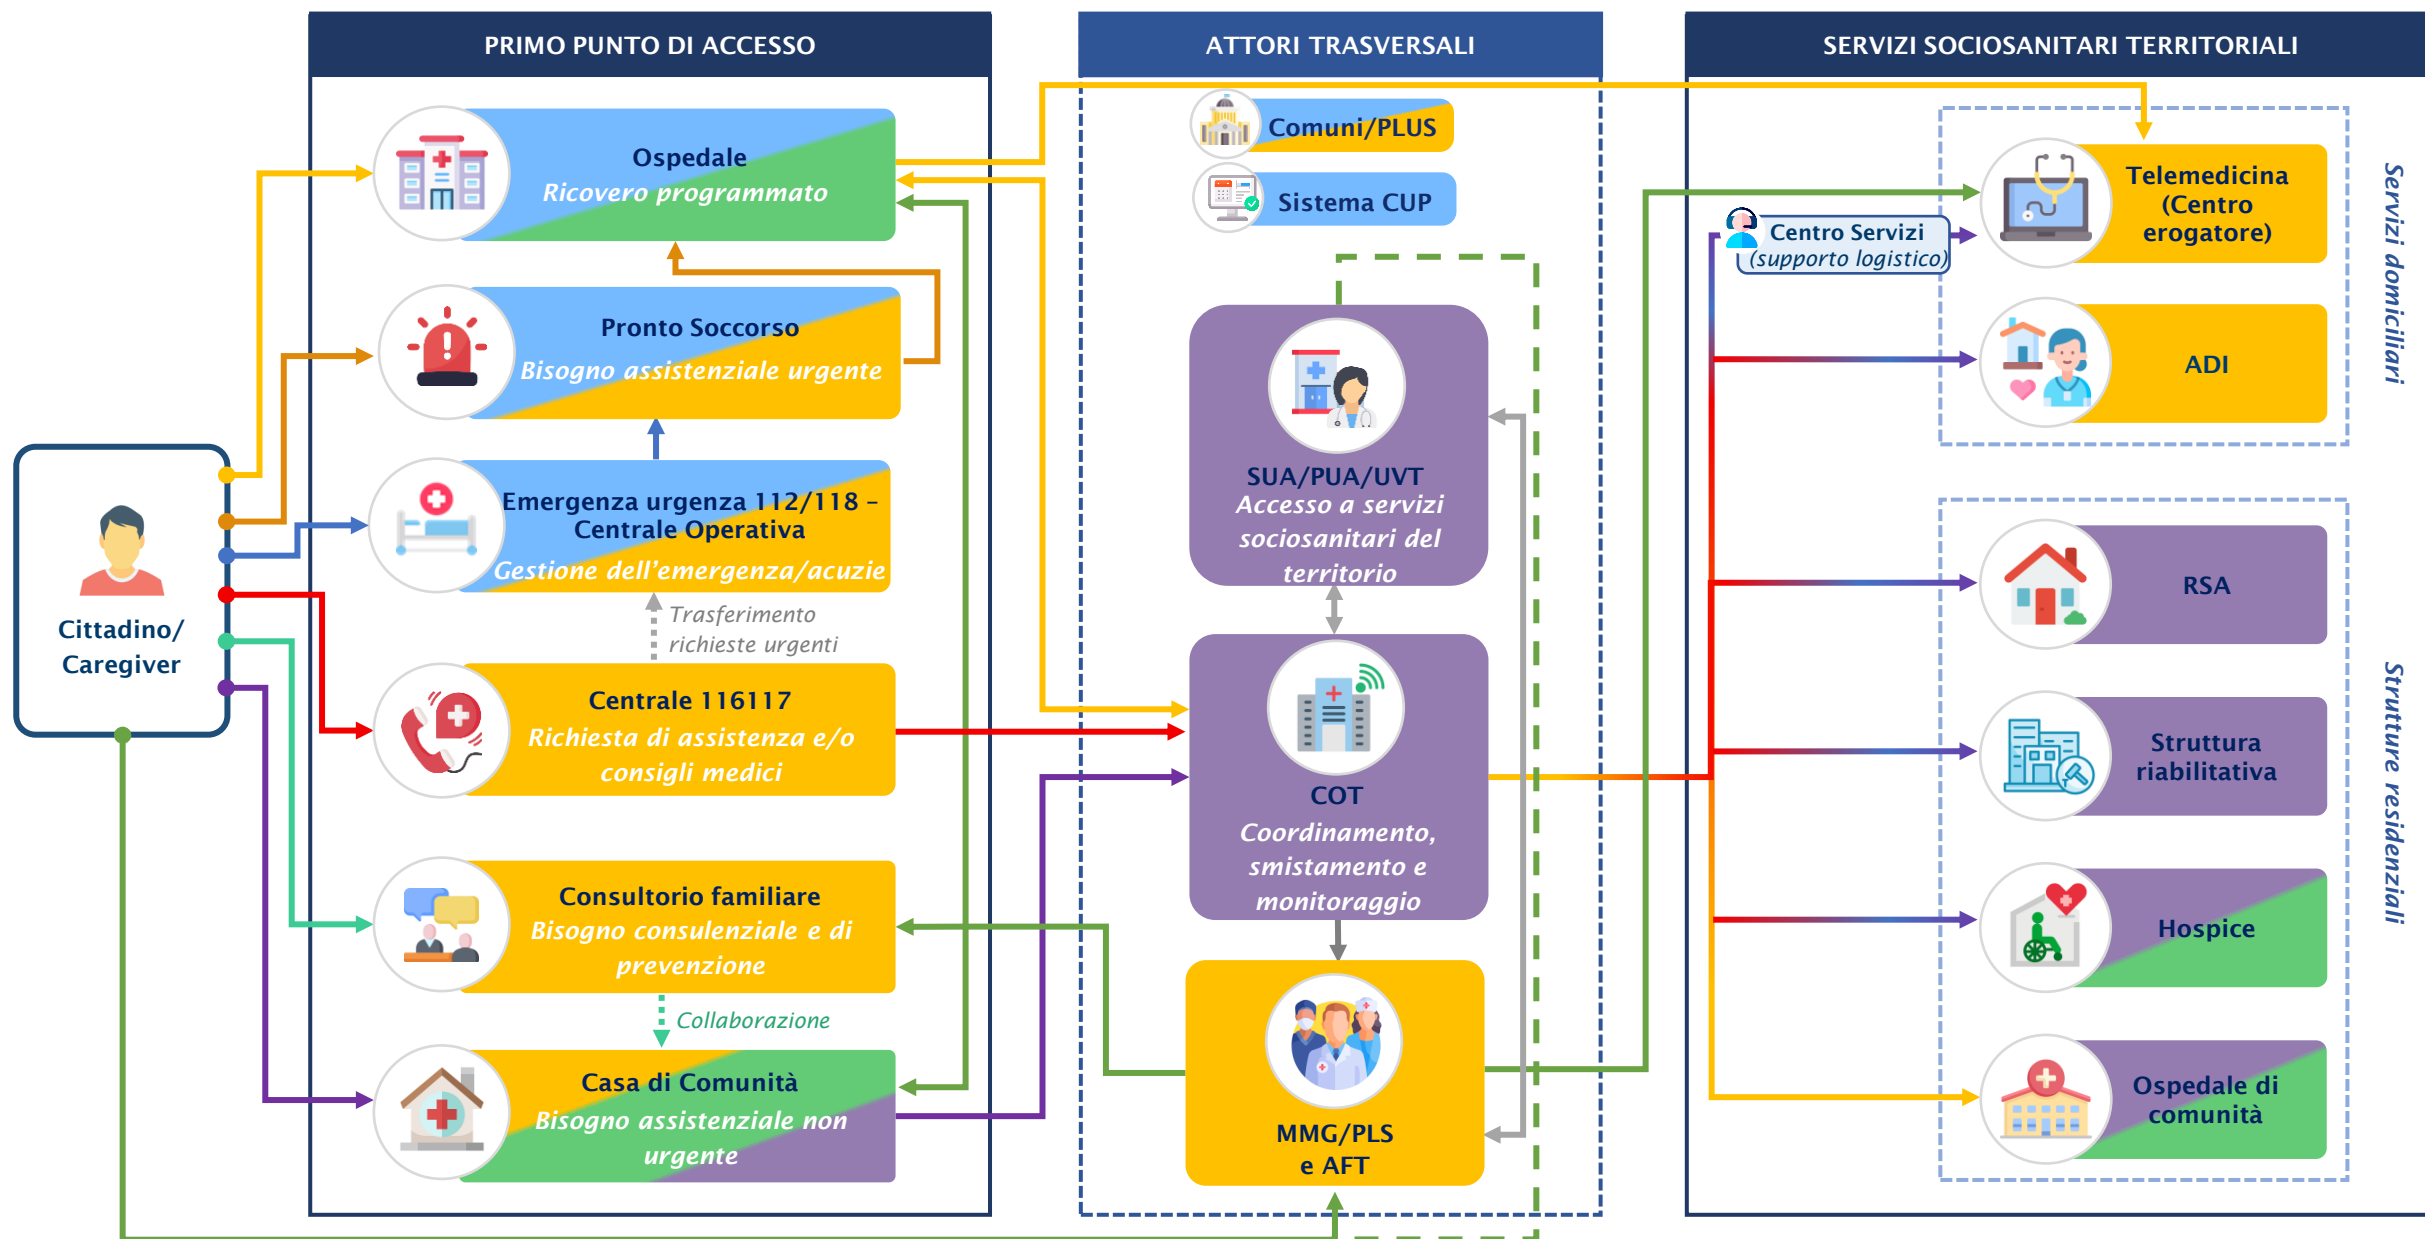 PRIMO PUNTO DI ACCESSO
ATTORI TRASVERSALI
SERVIZI SOCIOSANITARI TERRITORIALI
Cittadino/
Caregiver
Ospedale
Ricovero programmato
Pronto Soccorso
Bisogno assistenziale urgente
Emergenza urgenza 112/118 –
Centrale Operativa
Gestione dell’emergenza/acuzie
Trasferimento
richieste urgenti
Centrale 116117
Richiesta di assistenza e/o
consigli medici
Consultorio familiare
Bisogno consulenziale e di
prevenzione
Collaborazione
Casa di Comunità
Bisogno assistenziale non
urgente
Comuni/PLUS
Sistema CUP
SUA/PUA/UVT
Accesso a servizi
sociosanitari del
territorio
COT
Coordinamento,
smistamento e
monitoraggio
MMG/PLS
e AFT
Centro Servizi
(supporto logistico)
Telemedicina
(Centro
erogatore)
ADI
Servizi domiciliari
RSA
Struttura
riabilitativa
Hospice
Ospedale di
comunità
Strutture residenziali